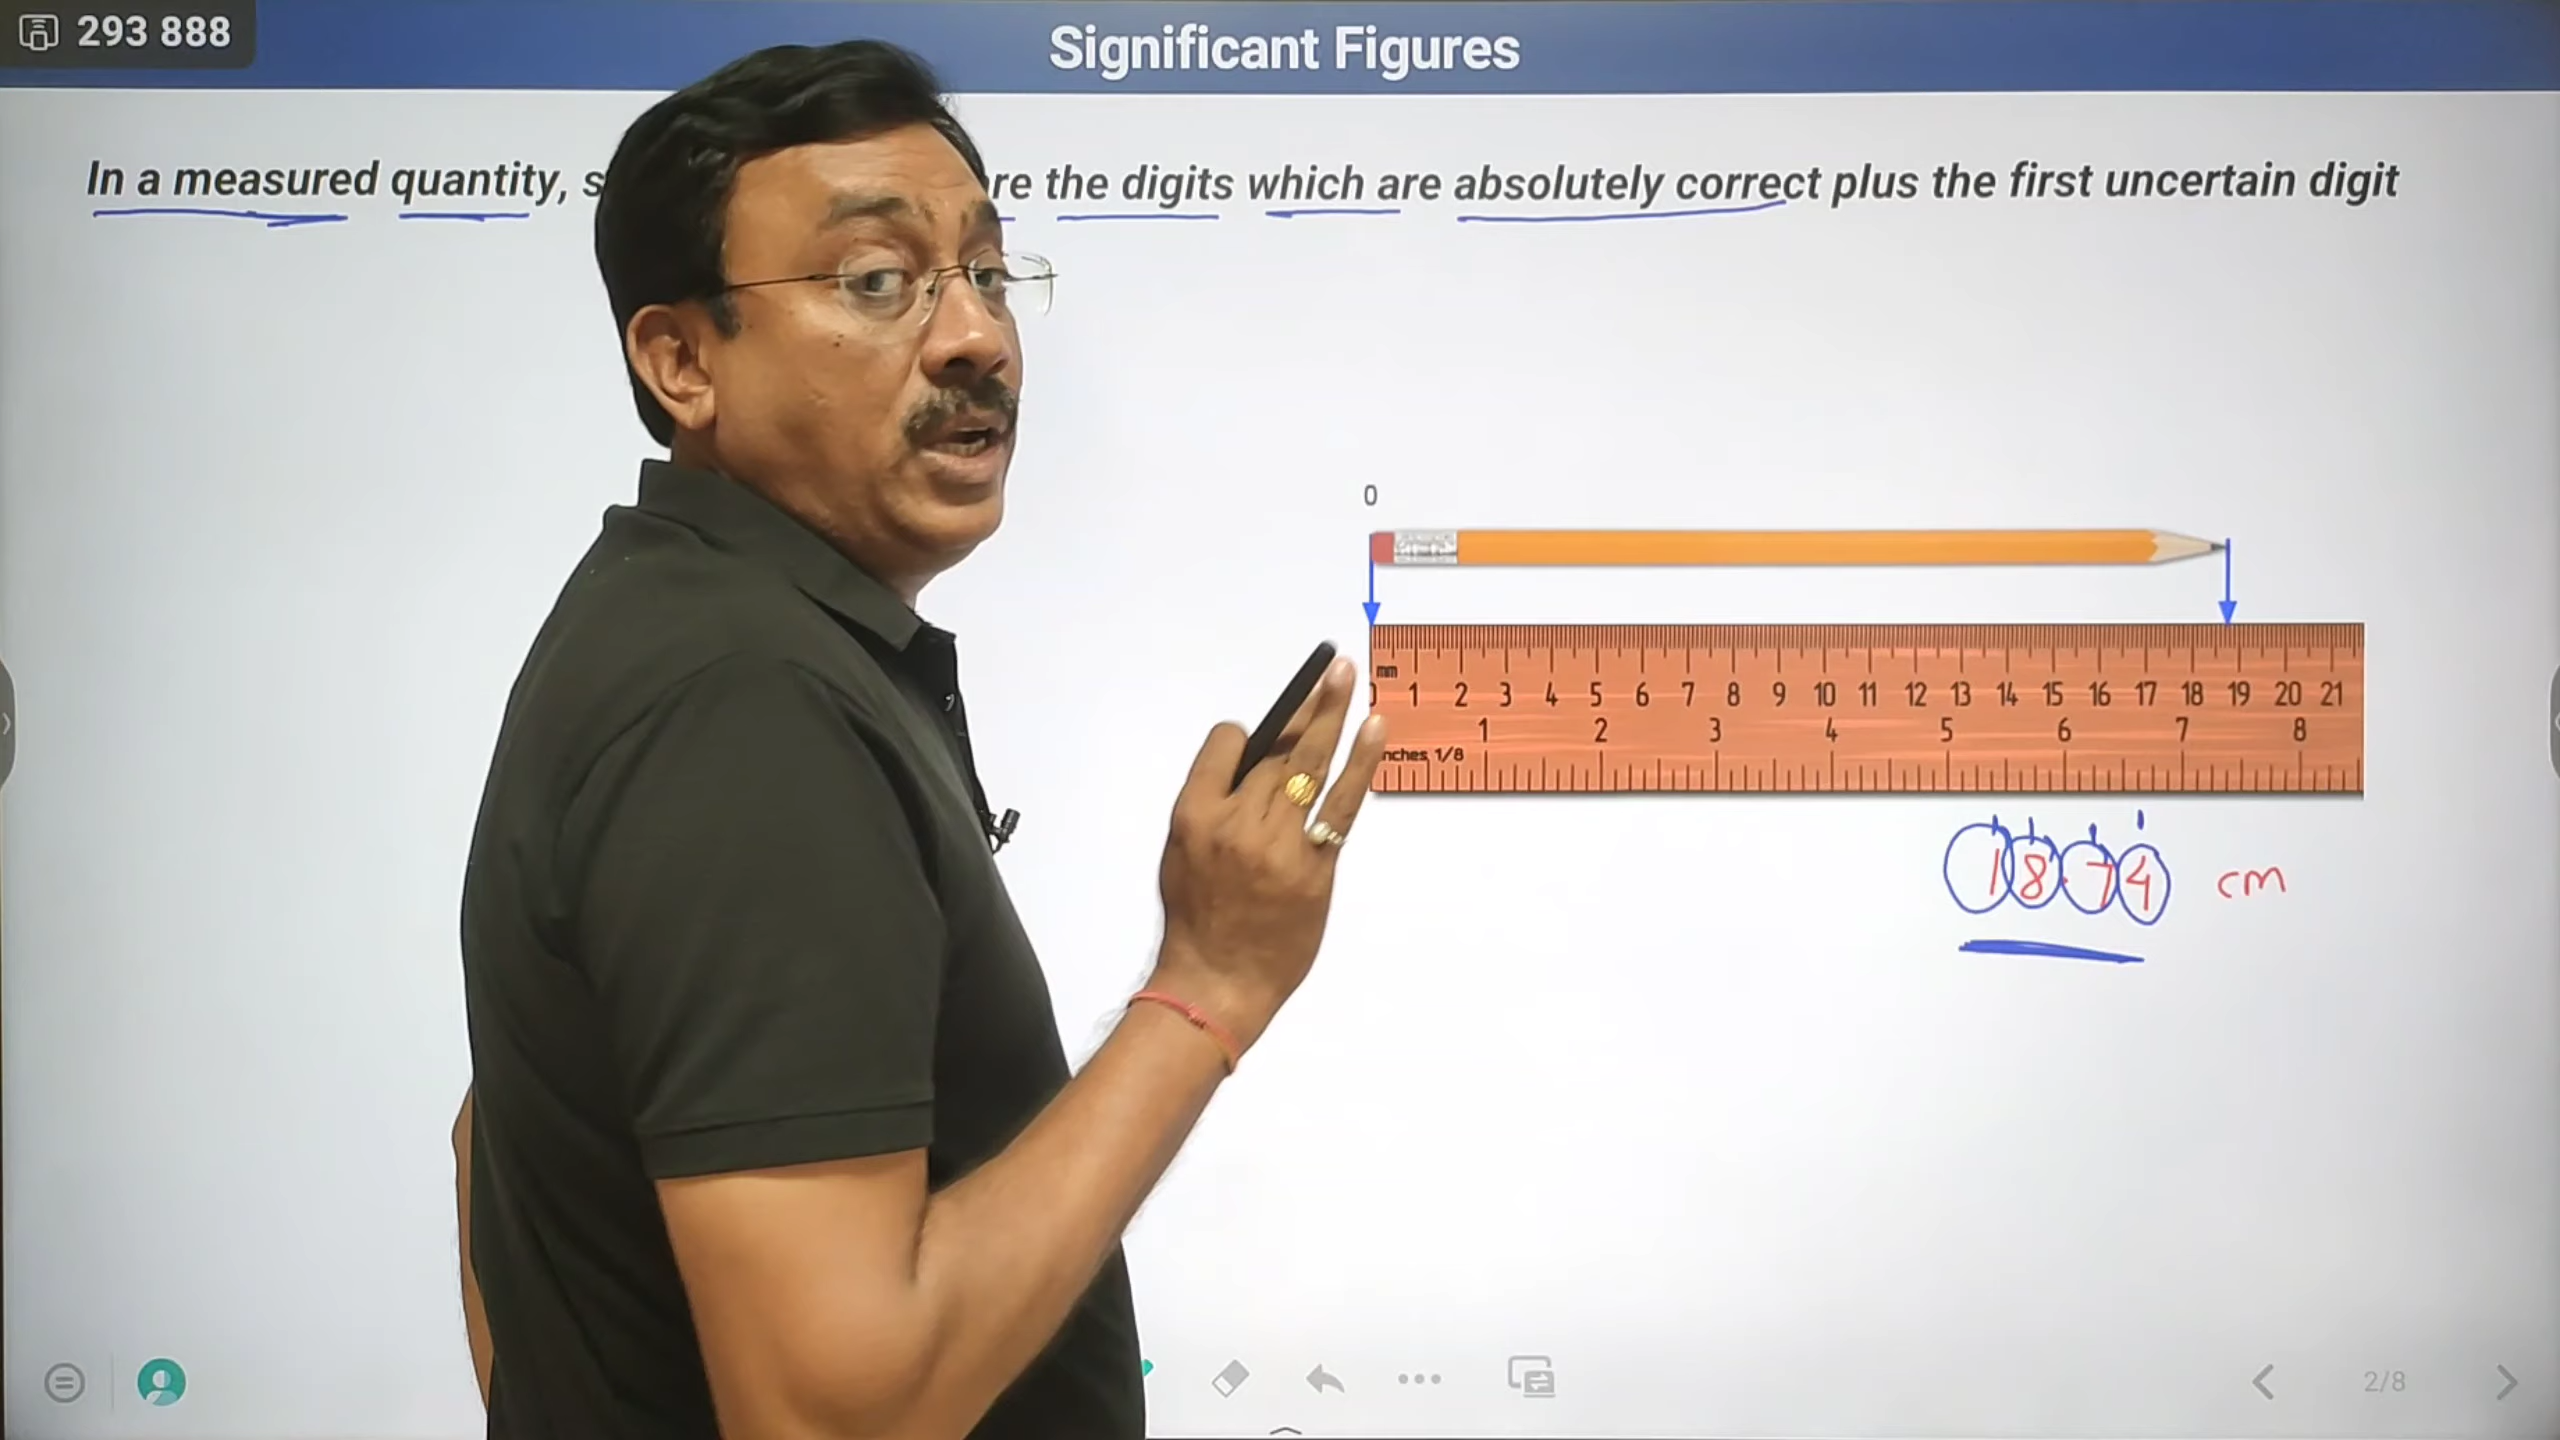 293 888
Significant Figures
In a measured quantity, s re the digits which are absolutely correct plus the first uncertain digit
0
mm
1 2 3 4 5 6 7 8 9 10 11 12 13 14 15 16 17 18 19 20 21
1 2 3 4 5 6 7 8
nches 1/8
18.74 cm
2/8